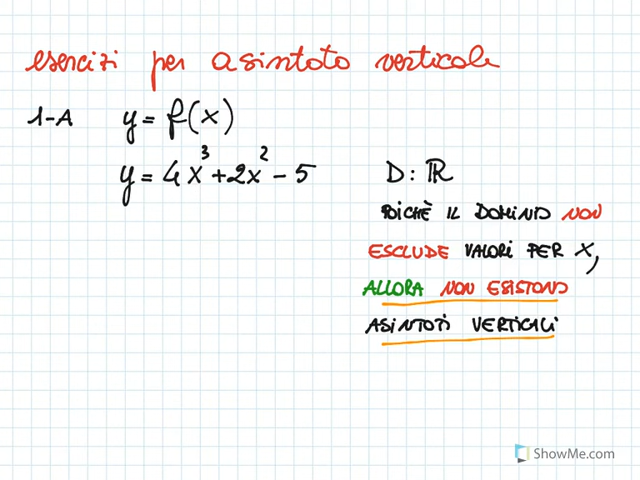 esercizi per asintoto verticale
1-A y = f(x)
y = 4x³ + 2x² - 5 D: ℝ
POICHÈ IL DOMINIO NON
ESCLUDE VALORI PER X,
ALLORA NON ESISTONO
ASINTOTI VERTICALI
ShowMe.com